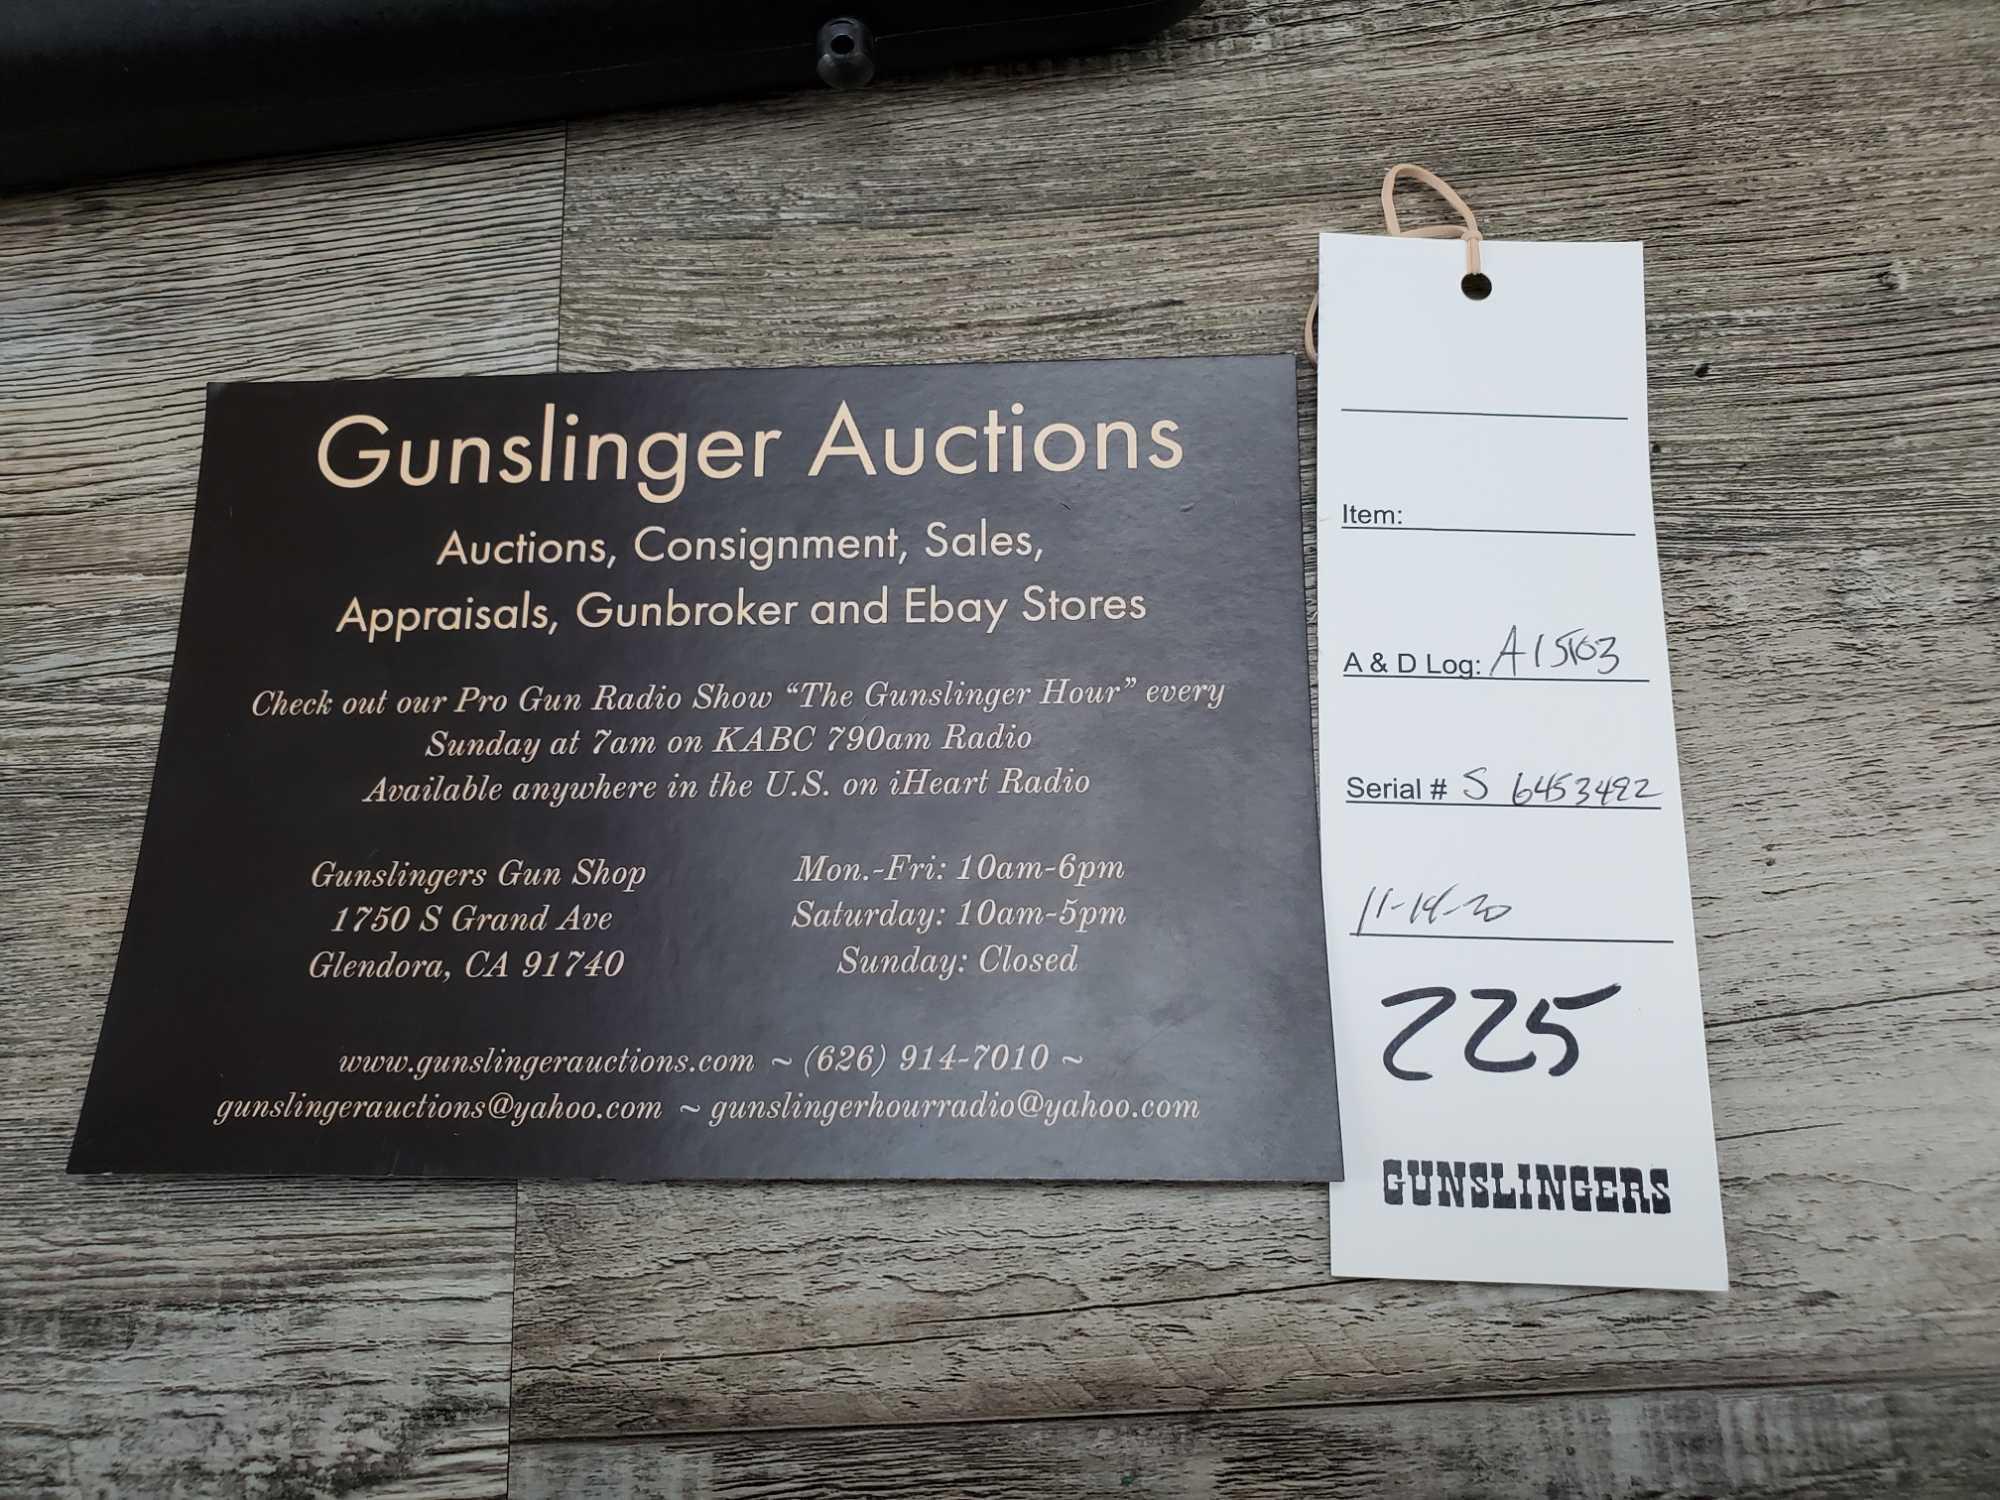 Gunslinger Auctions
Auctions, Consignment, Sales,
Appraisals, Gunbroker and Ebay Stores
Check out our Pro Gun Radio Show “The Gunslinger Hour” every
Sunday at 7am on KABC 790am Radio
Available anywhere in the U.S. on iHeart Radio
Gunslingers Gun Shop
1750 S Grand Ave
Glendora, CA 91740
Mon.-Fri: 10am-6pm
Saturday: 10am-5pm
Sunday: Closed
www.gunslingerauctions.com ~ (626) 914-7010 ~
gunslingerauctions@yahoo.com ~ gunslingerhourradio@yahoo.com
Item:
A & D Log:
Serial # S 6453492
11-14-20
225
GUNSLINGERS